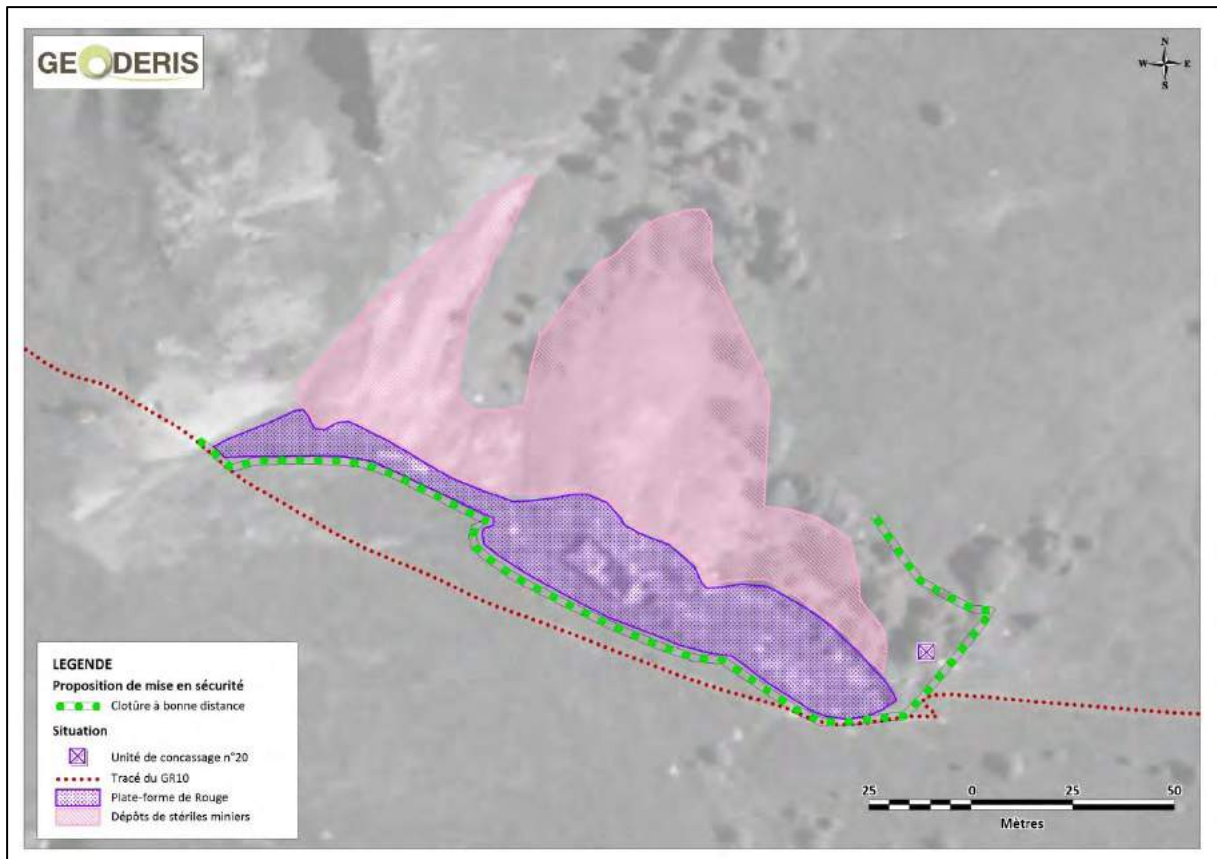 GEODERIS
N
W E
S
LEGENDE
Proposition de mise en sécurité
Clotûre à bonne distance
Situation
Unité de concassage n°20
Tracé du GR10
Plate-forme de Rouge
Dépôts de stériles miniers
25 0 25 50
Mètres